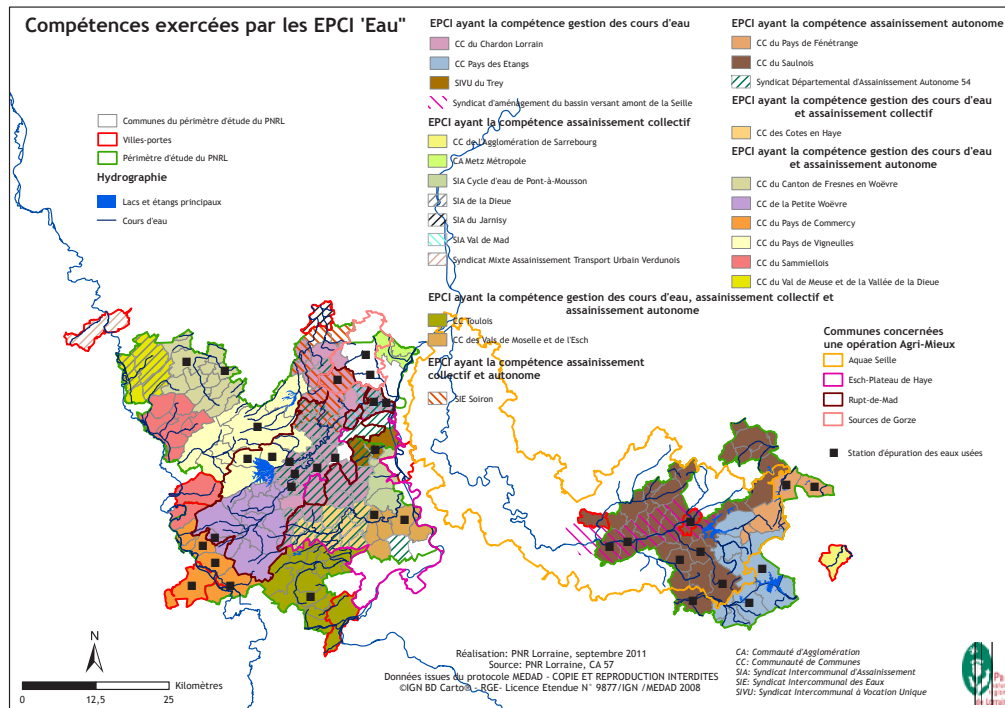 Compétences exercées par les EPCI 'Eau"
Communes du périmètre d'étude du PNRL
Villes-portes
Périmètre d'étude du PNRL
Hydrographie
Lacs et étangs principaux
Cours d'eau
EPCI ayant la compétence gestion des cours d'eau
CC du Chardon Lorrain
CC Pays des Etangs
SIVU du Trey
Syndicat d'aménagement du bassin versant amont de la Seille
EPCI ayant la compétence assainissement collectif
CC de L'Agglomération de Sarrebourg
CA Metz Métropole
SIA Cycle d'eau de Pont-à-Mousson
SIA de la Dieue
SIA du Jarnisy
SIA Val de Mad
Syndicat Mixte Assainissement Transport Urbain Verdunois
EPCI ayant la compétence gestion des cours d'eau, assainissement collectif et
assainissement autonome
CC Toulois
CC des Vals de Moselle et de l'Esch
EPCI ayant la compétence assainissement
collectif et autonome
SIE Soiron
EPCI ayant la compétence assainissement autonome
CC du Pays de Fénétrange
CC du Saulnois
Syndicat Départemental d'Assainissement Autonome 54
EPCI ayant la compétence gestion des cours d'eau
et assainissement collectif
CC des Cotes en Haye
EPCI ayant la compétence gestion des cours d'eau
et assainissement autonome
CC du Canton de Fresnes en Woëvre
CC de la Petite Woëvre
CC du Pays de Commercy
CC du Pays de Vigneulles
CC du Sammiellois
CC du Val de Meuse et de la Vallée de la Dieue
Communes concernées
une opération Agri-Mieux
Aquae Seille
Esch-Plateau de Haye
Rupt-de-Mad
Sources de Gorze
Station d'épuration des eaux usées
N
Kilomètres
0 12,5 25
Réalisation: PNR Lorraine, septembre 2011
Source: PNR Lorraine, CA 57
Données issues du protocole MEDAD - COPIE ET REPRODUCTION INTERDITES
©IGN BD Carto® - RGE- Licence Etendue N° 9877/IGN /MEDAD 2008
CA: Commauté d'Agglomération
CC: Communauté de Communes
SIA: Syndicat Intercommunal d'Assainissement
SIE: Syndicat Intercommunal des Eaux
SIVU: Syndicat Intercommunal à Vocation Unique